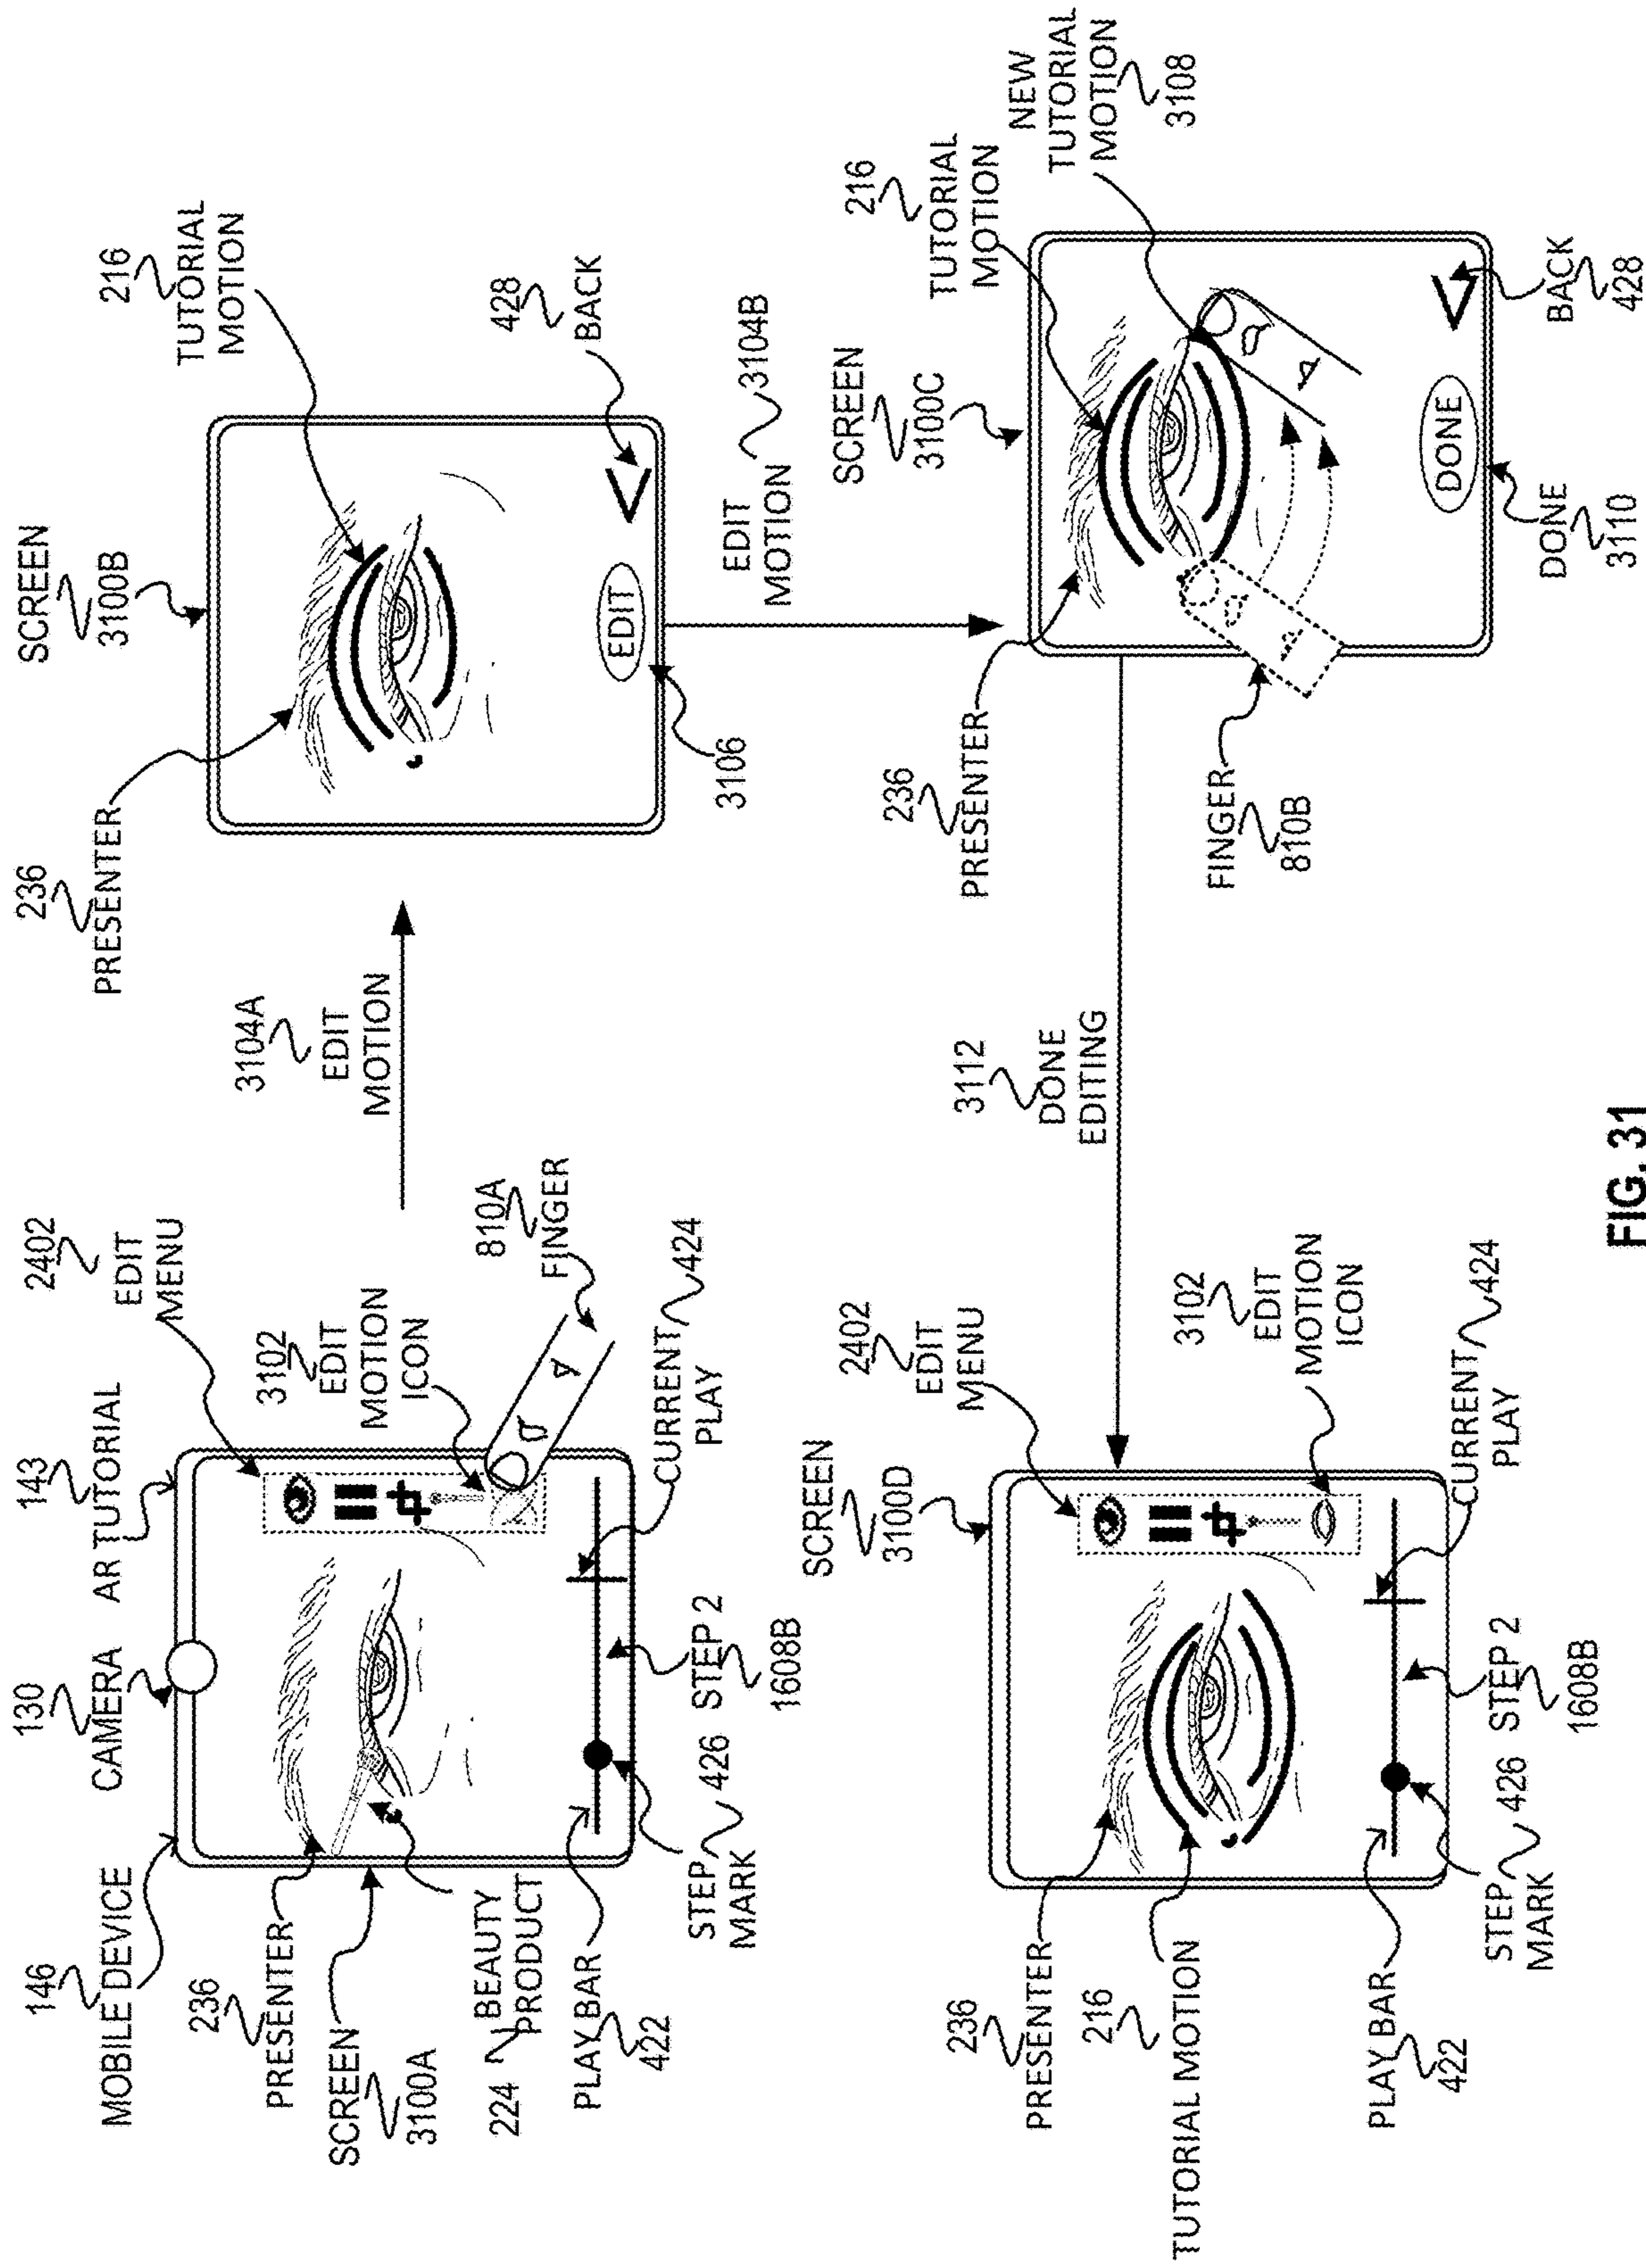 146
MOBILE DEVICE
130
CAMERA
143
AR TUTORIAL
2402
EDIT
MENU
236
PRESENTER
SCREEN
3100A
224
BEAUTY
PRODUCT
PLAY BAR
422
STEP
MARK
426
STEP 2
1608B
CURRENT
PLAY
424
3102
EDIT
MOTION
ICON
810A
FINGER
3104A
EDIT
MOTION
236
PRESENTER
SCREEN
3100B
216
TUTORIAL
MOTION
EDIT
3106
428
BACK
EDIT
MOTION
3104B
SCREEN
3100C
216
TUTORIAL
MOTION
NEW
TUTORIAL
MOTION
3108
236
PRESENTER
FINGER
810B
DONE
DONE
3110
BACK
428
3112
DONE
EDITING
SCREEN
3100D
2402
EDIT
MENU
3102
EDIT
MOTION
ICON
236
PRESENTER
216
TUTORIAL MOTION
PLAY BAR
422
STEP
MARK
426
STEP 2
1608B
CURRENT
PLAY
424
FIG. 31